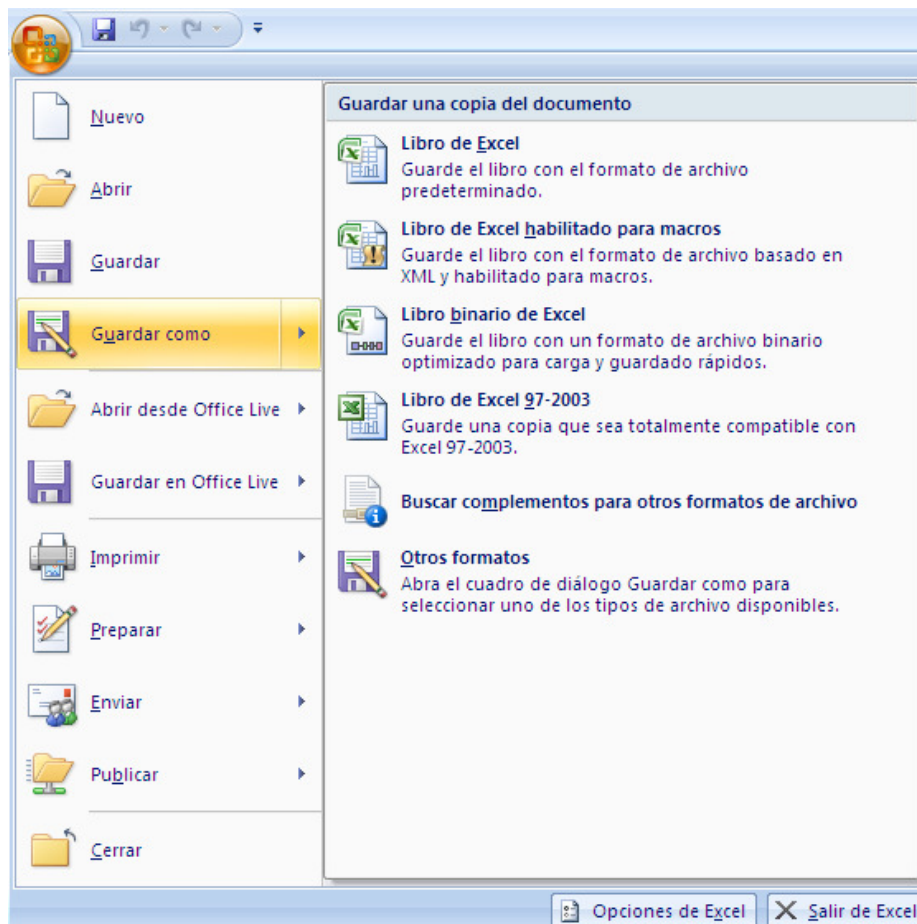 Nuevo
Abrir
Guardar
Guardar como
Abrir desde Office Live
Guardar en Office Live
Imprimir
Preparar
Enviar
Publicar
Cerrar
Guardar una copia del documento
Libro de Excel
Guarde el libro con el formato de archivo
predeterminado.
Libro de Excel habilitado para macros
Guarde el libro con el formato de archivo basado en
XML y habilitado para macros.
Libro binario de Excel
Guarde el libro con un formato de archivo binario
optimizado para carga y guardado rápidos.
Libro de Excel 97-2003
Guarde una copia que sea totalmente compatible con
Excel 97-2003.
Buscar complementos para otros formatos de archivo
Otros formatos
Abra el cuadro de diálogo Guardar como para
seleccionar uno de los tipos de archivo disponibles.
Opciones de Excel
Salir de Excel